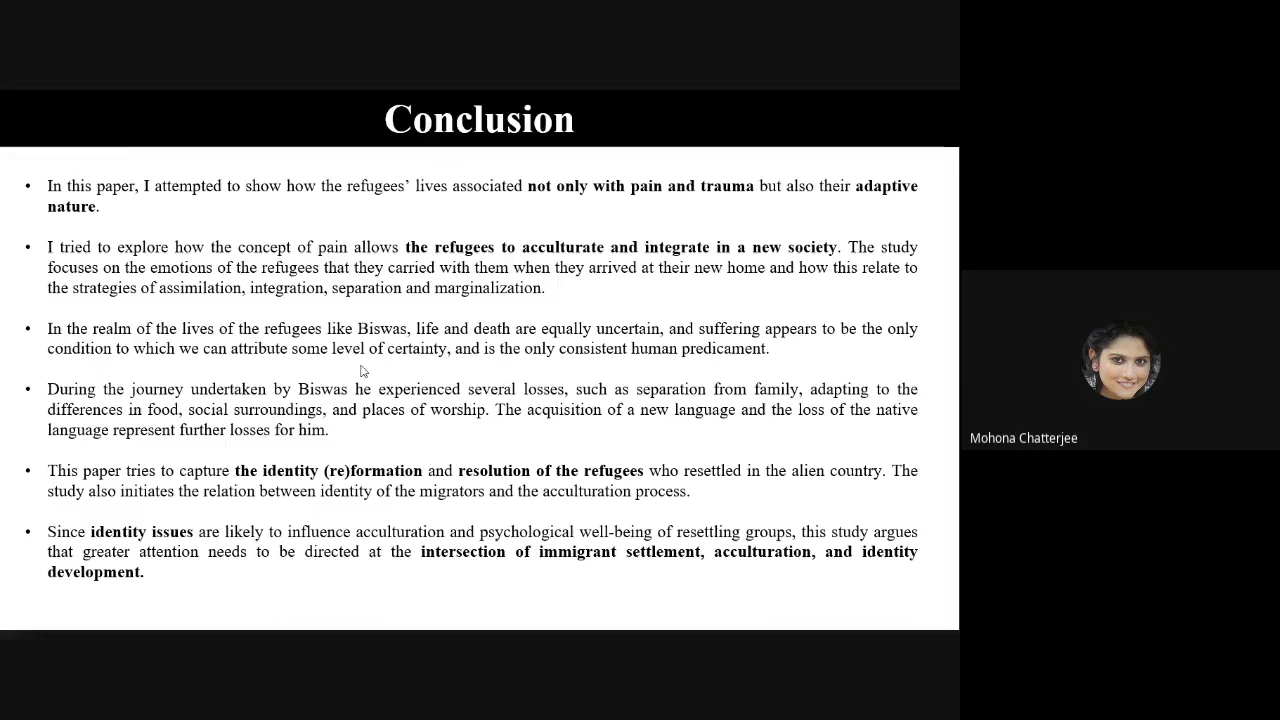 Conclusion
• In this paper, I attempted to show how the refugees’ lives associated not only with pain and trauma but also their adaptive
nature.
• I tried to explore how the concept of pain allows the refugees to acculturate and integrate in a new society. The study
focuses on the emotions of the refugees that they carried with them when they arrived at their new home and how this relate to
the strategies of assimilation, integration, separation and marginalization.
• In the realm of the lives of the refugees like Biswas, life and death are equally uncertain, and suffering appears to be the only
condition to which we can attribute some level of certainty, and is the only consistent human predicament.
• During the journey undertaken by Biswas he experienced several losses, such as separation from family, adapting to the
differences in food, social surroundings, and places of worship. The acquisition of a new language and the loss of the native
language represent further losses for him.
• This paper tries to capture the identity (re)formation and resolution of the refugees who resettled in the alien country. The
study also initiates the relation between identity of the migrators and the acculturation process.
• Since identity issues are likely to influence acculturation and psychological well-being of resettling groups, this study argues
that greater attention needs to be directed at the intersection of immigrant settlement, acculturation, and identity
development.
Mohona Chatterjee